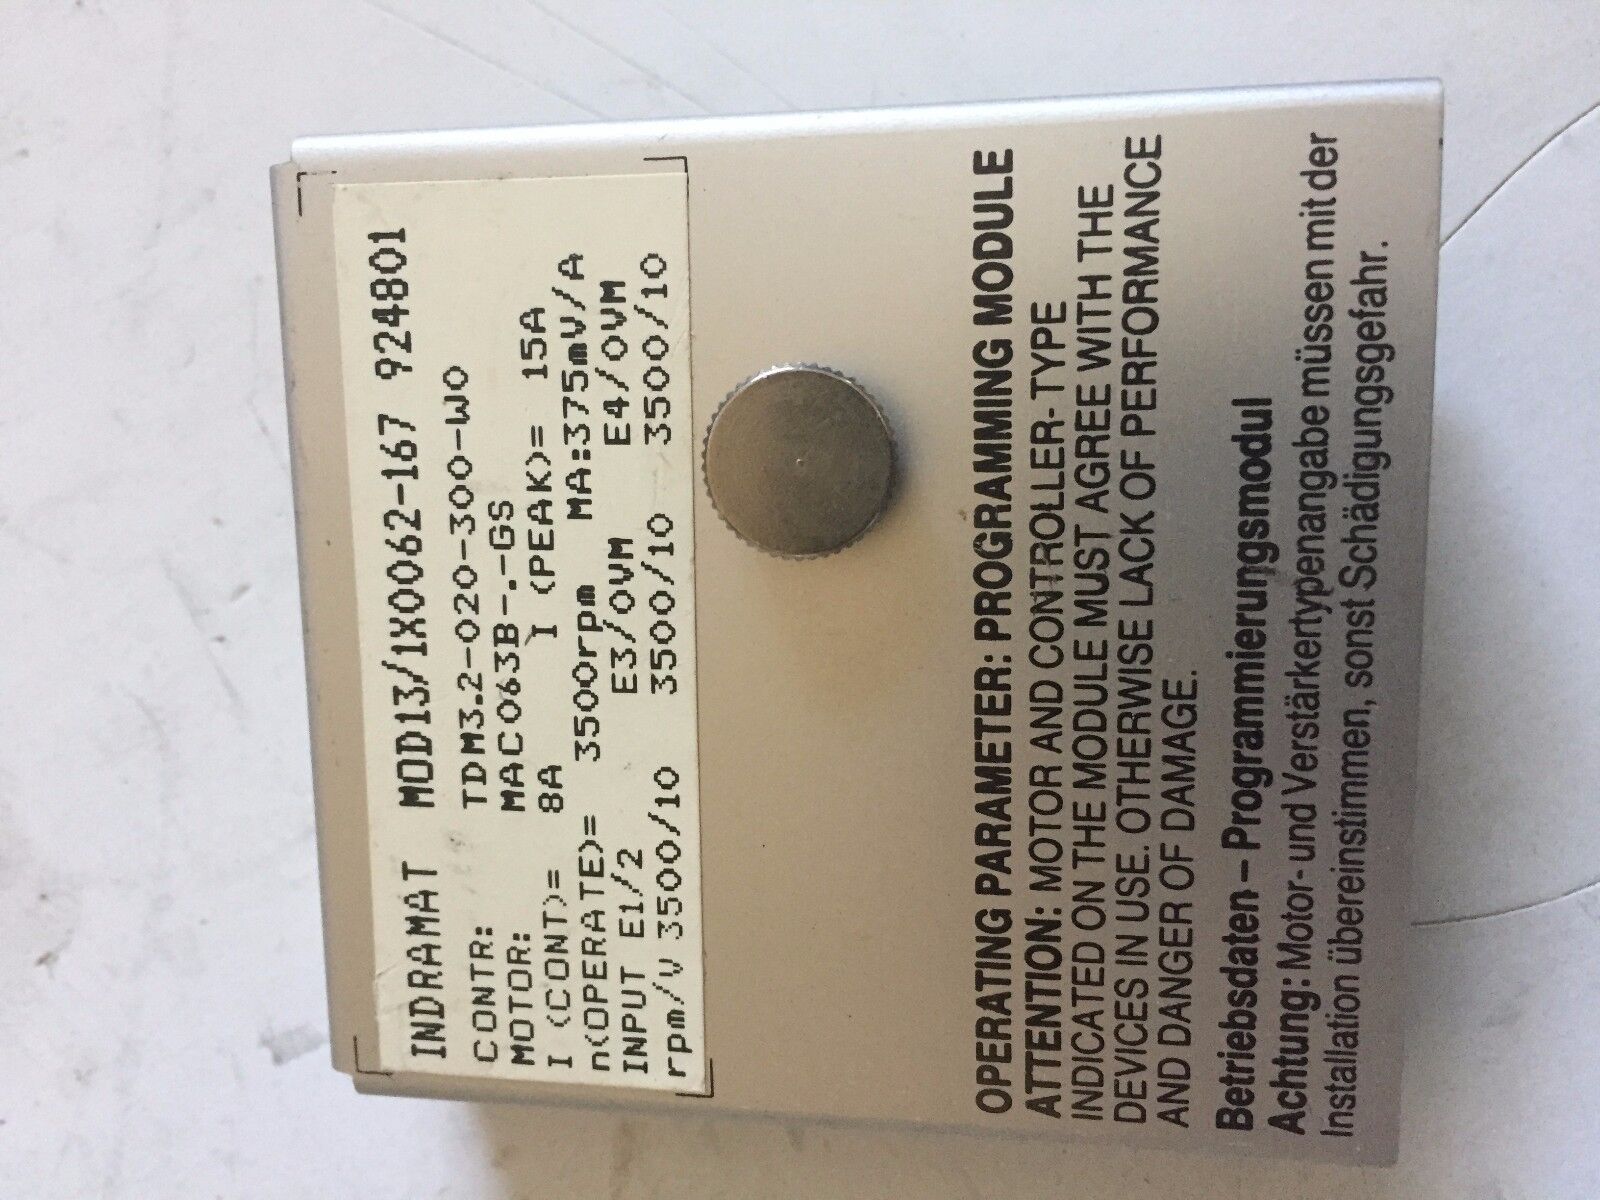 INDRAMAT MOD13/1X0062-167 924801
CONTR: TDM3.2-020-300-W0
MOTOR: MAC063B-.-GS
I (CONT)= 8A I (PEAK)= 15A
n(OPERATE)= 3500rpm MA:375mV/A
INPUT E1/2 E3/0VM E4/0VM
rpm/V 3500/10 3500/10 3500/10
OPERATING PARAMETER: PROGRAMMING MODULE
ATTENTION: MOTOR AND CONTROLLER-TYPE
INDICATED ON THE MODULE MUST AGREE WITH THE
DEVICES IN USE. OTHERWISE LACK OF PERFORMANCE
AND DANGER OF DAMAGE.
Betriebsdaten – Programmierungsmodul
Achtung: Motor- und Verstärkertypenangabe müssen mit der
Installation übereinstimmen, sonst Schädigungsgefahr.